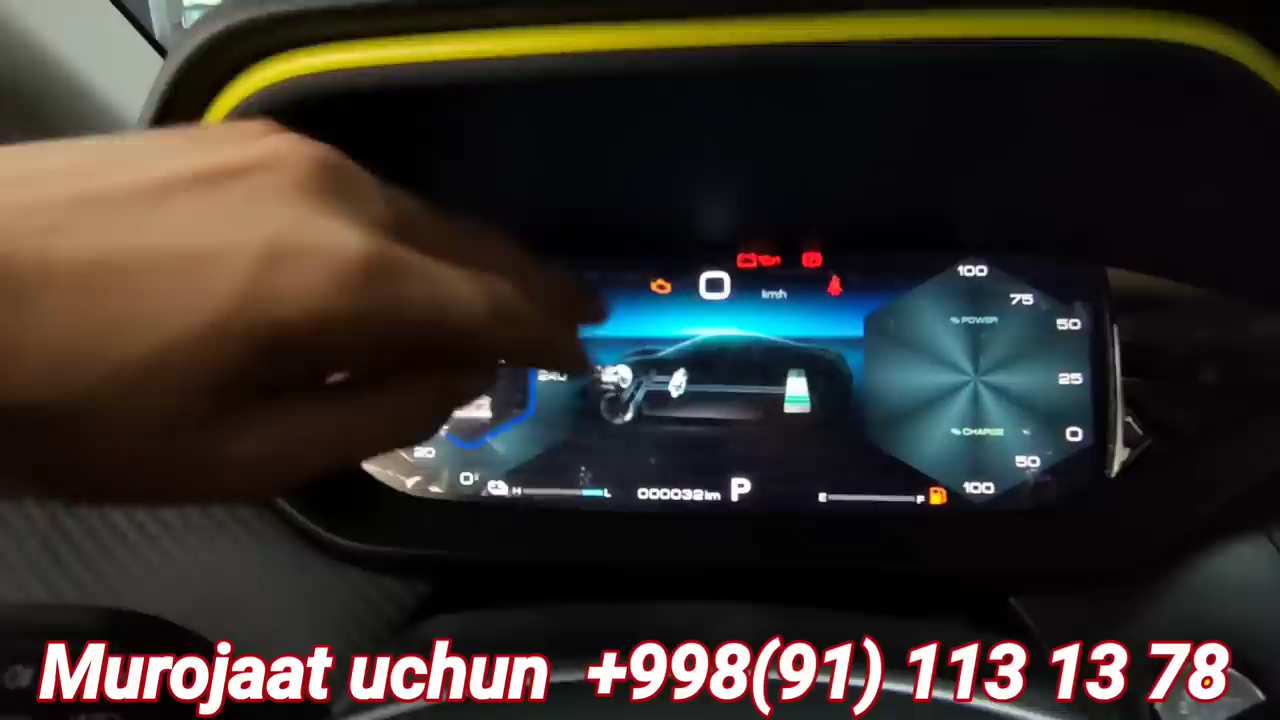 100
75
0 km/h
% POWER
50
240
25
% CHARGE
0
20
50
0
H L
000032km P
E F
100
Murojaat uchun +998(91) 113 13 78